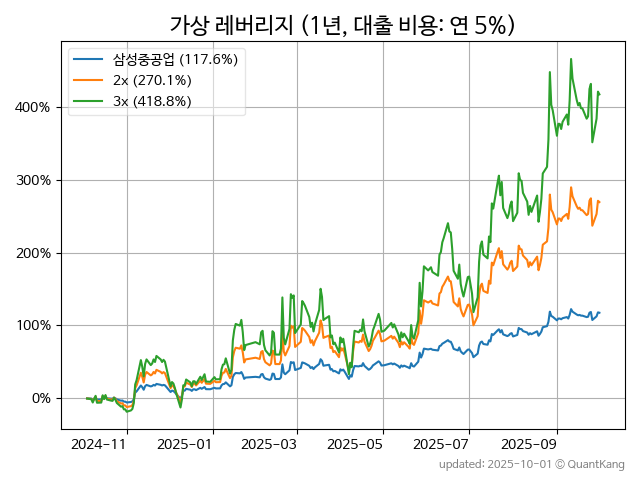 가상 레버리지 (1년, 대출 비용: 연 5%)
삼성중공업 (117.6%)
2x (270.1%)
3x (418.8%)
400%
300%
200%
100%
0%
2024-11 2025-01 2025-03 2025-05 2025-07 2025-09
updated: 2025-10-01 © QuantKang